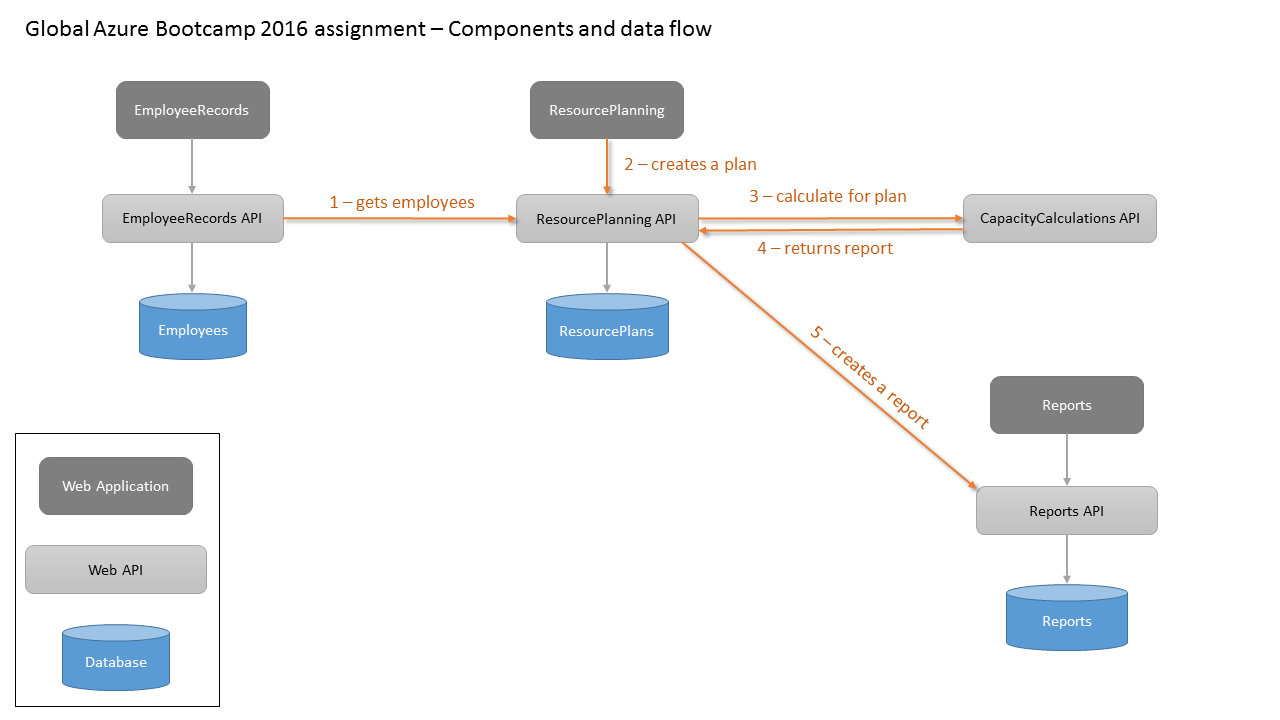 Global Azure Bootcamp 2016 assignment – Components and data flow
EmployeeRecords
ResourcePlanning
2 – creates a plan
1 – gets employees
3 – calculate for plan
EmployeeRecords API
ResourcePlanning API
CapacityCalculations API
4 – returns report
Employees
ResourcePlans
5 – creates a report
Reports
Web Application
Reports API
Web API
Reports
Database